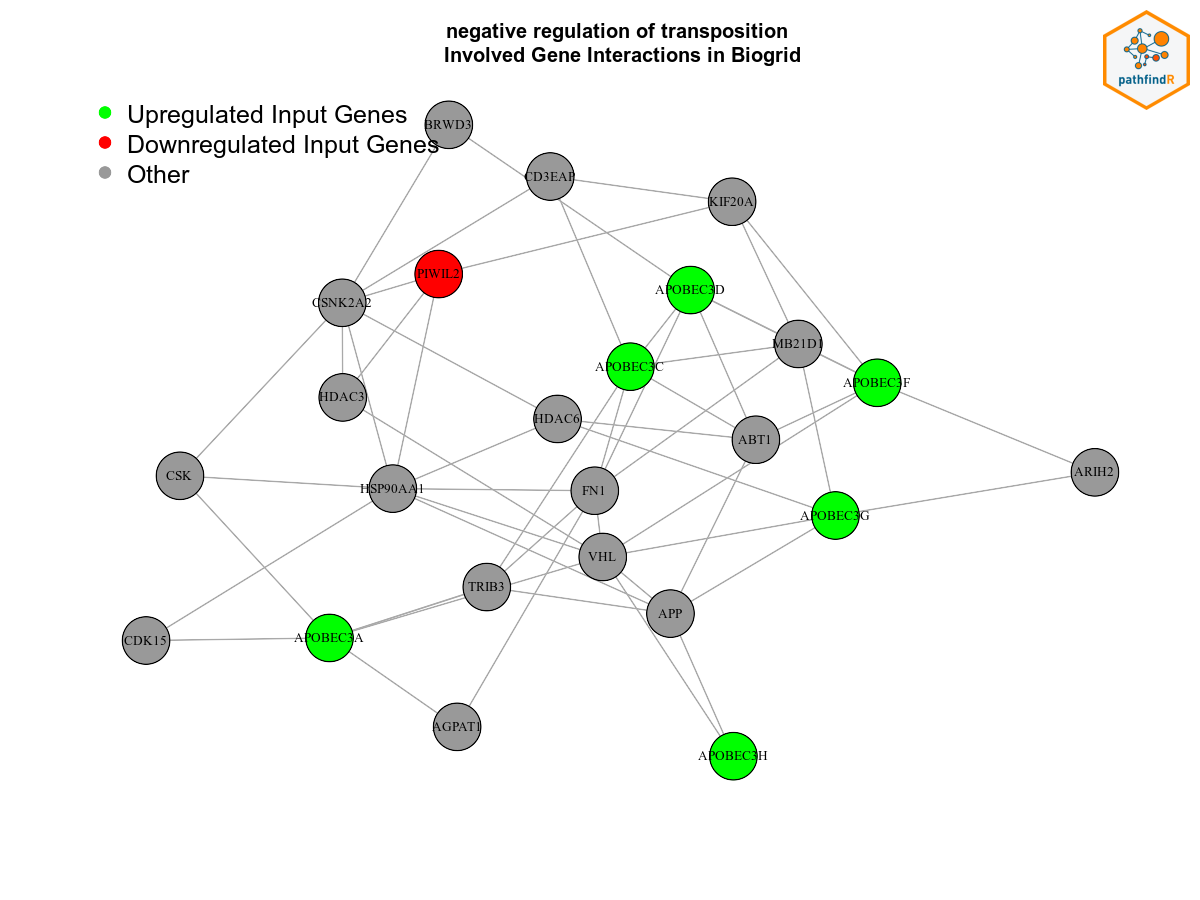 negative regulation of transposition
Involved Gene Interactions in Biogrid
pathfindR
Upregulated Input Genes
Downregulated Input Genes
Other
BRWD3
CD3EAP
KIF20A
PIWIL2
APOBEC3D
CSNK2A2
MB21D1
APOBEC3C
APOBEC3F
HDAC3
HDAC6
ABT1
ARIH2
CSK
HSP90AA1
FN1
APOBEC3G
VHL
TRIB3
APP
CDK15
APOBEC3A
AGPAT1
APOBEC3H